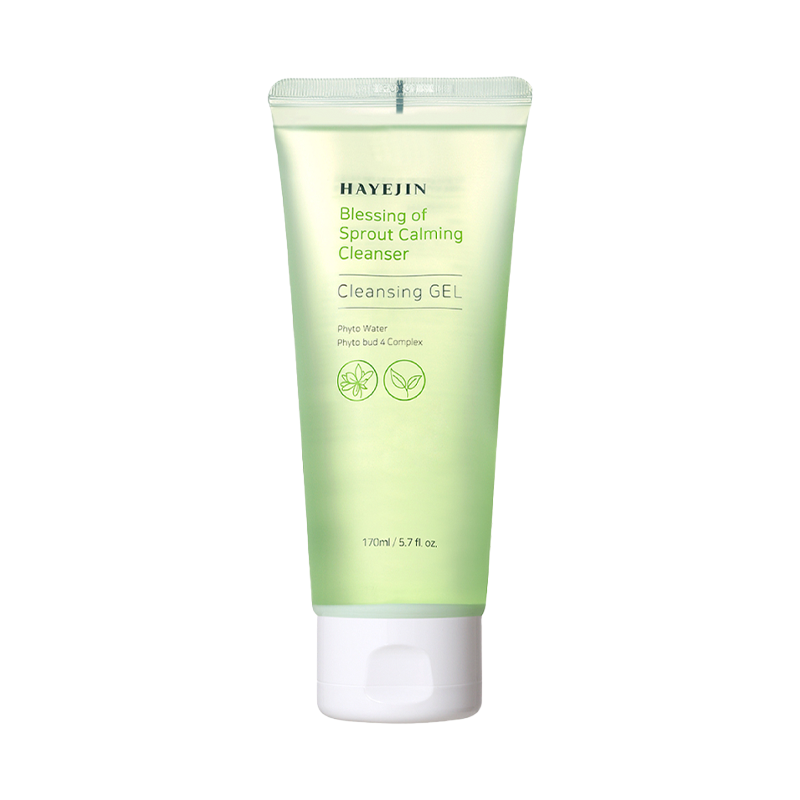 HAYEJIN
Blessing of
Sprout Calming
Cleanser
Cleansing GEL
Phyto Water
Phyto bud 4 Complex
170ml / 5.7 fl. oz.